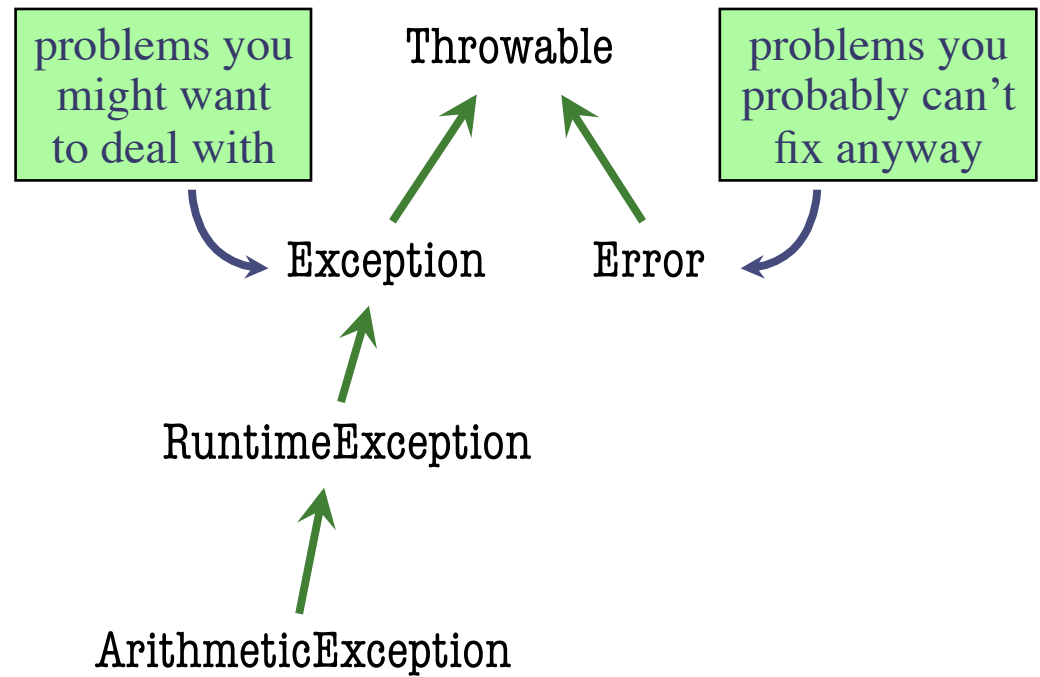 problems you
might want
to deal with
Throwable
problems you
probably can’t
fix anyway
Exception
Error
RuntimeException
ArithmeticException